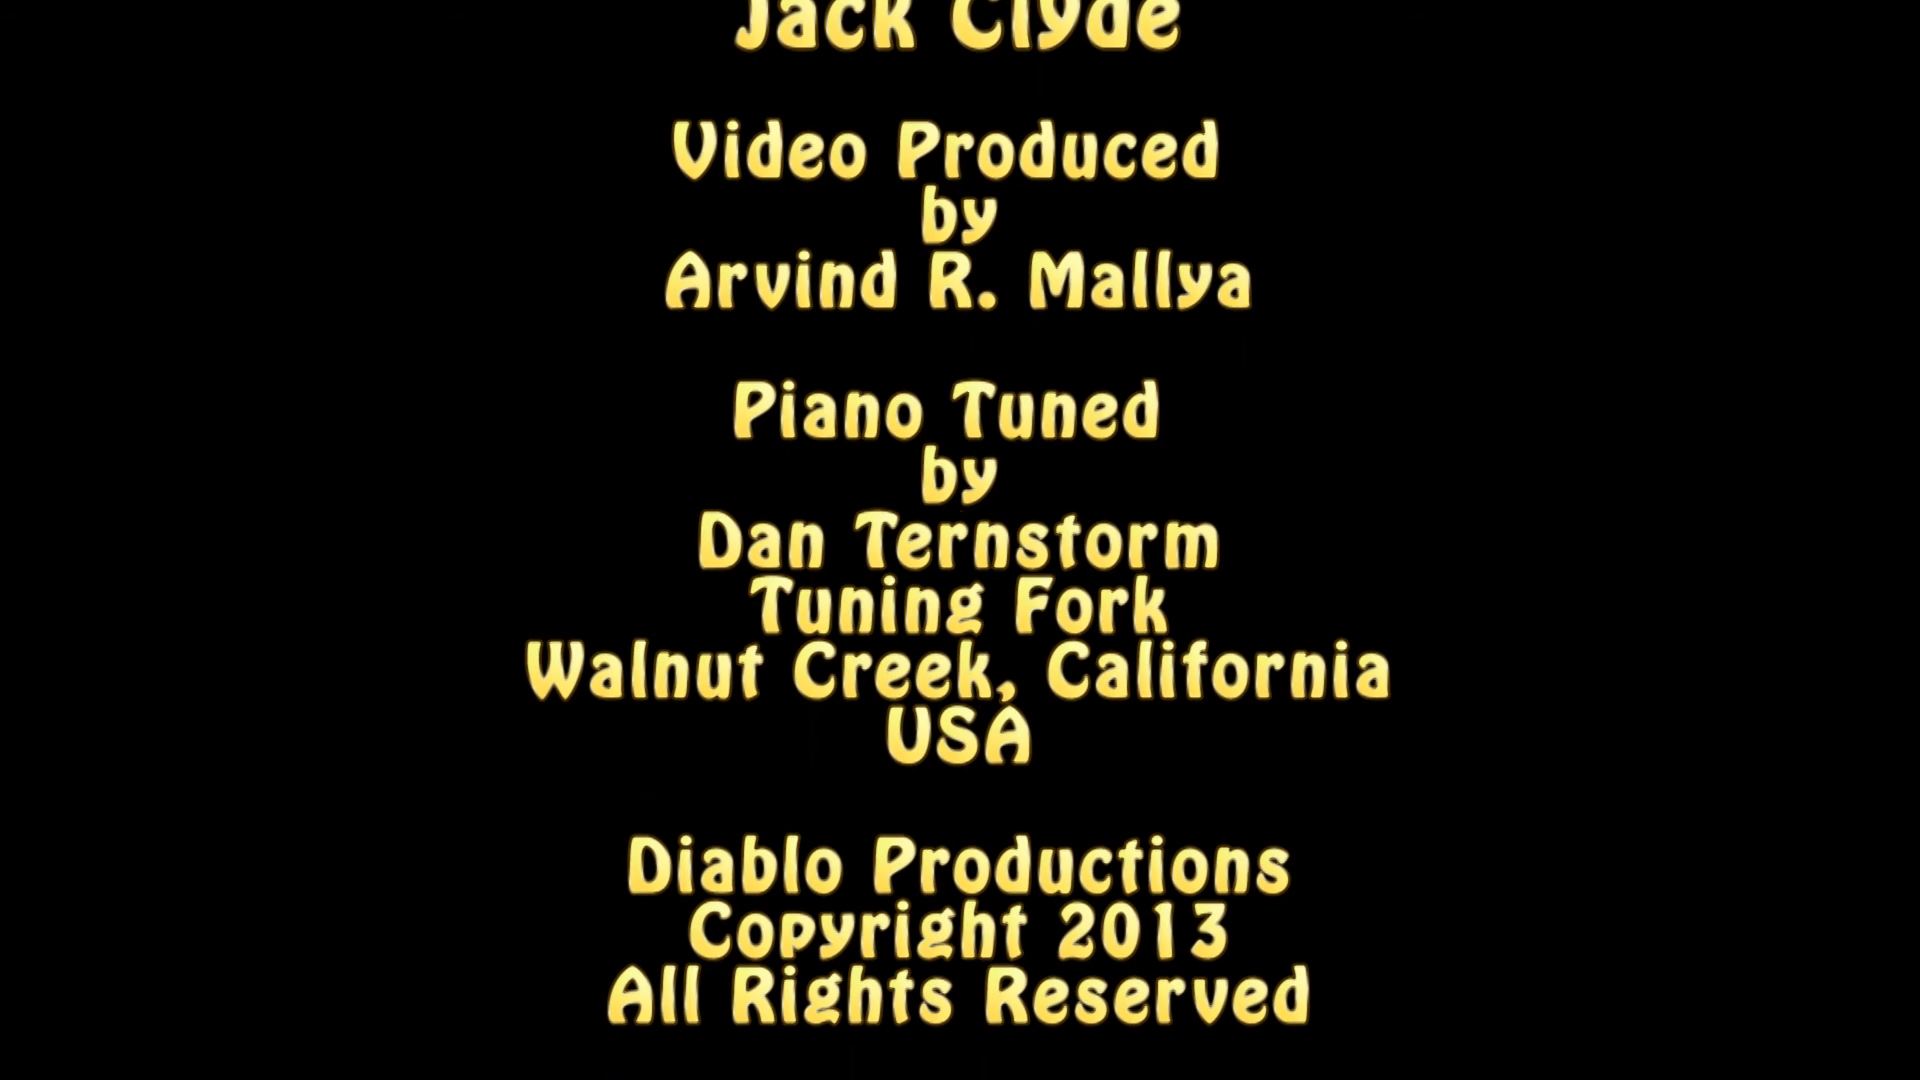 Jack Clyde
Video Produced
by
Arvind R. Mallya
Piano Tuned
by
Dan Ternstorm
Tuning Fork
Walnut Creek, California
USA
Diablo Productions
Copyright 2013
All Rights Reserved